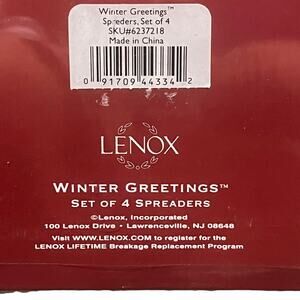 Winter Greetings™
Spreaders, Set of 4
SKU#6237218
Made in China
0 91709 44334 2
LENOX
WINTER GREETINGS™
SET OF 4 SPREADERS
©Lenox, Incorporated
100 Lenox Drive • Lawrenceville, NJ 08648
Visit WWW.LENOX.COM to register for the
LENOX LIFETIME Breakage Replacement Program